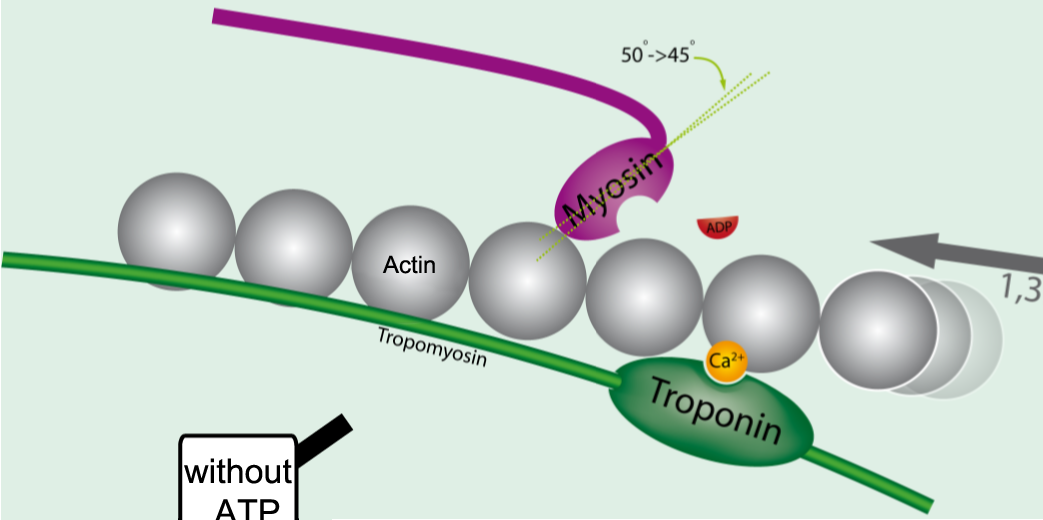 50°->45°
Myosin
ADP
Actin
1,3
Tropomyosin
Ca²⁺
Troponin
without
ATP